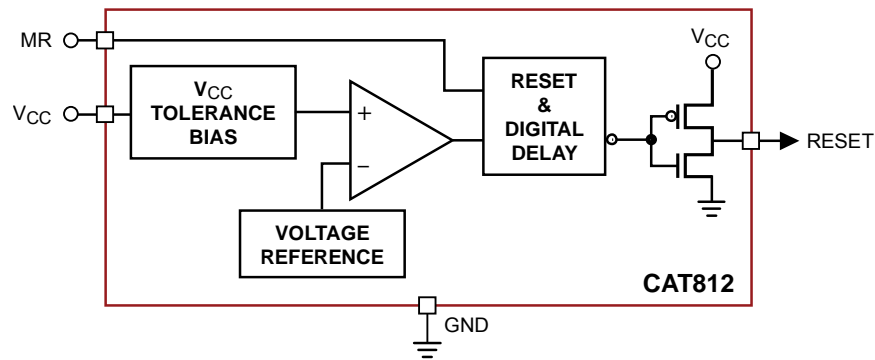 MR
VCC
VCC
TOLERANCE
BIAS
+
−
VOLTAGE
REFERENCE
RESET
&
DIGITAL
DELAY
VCC
RESET
CAT812
GND